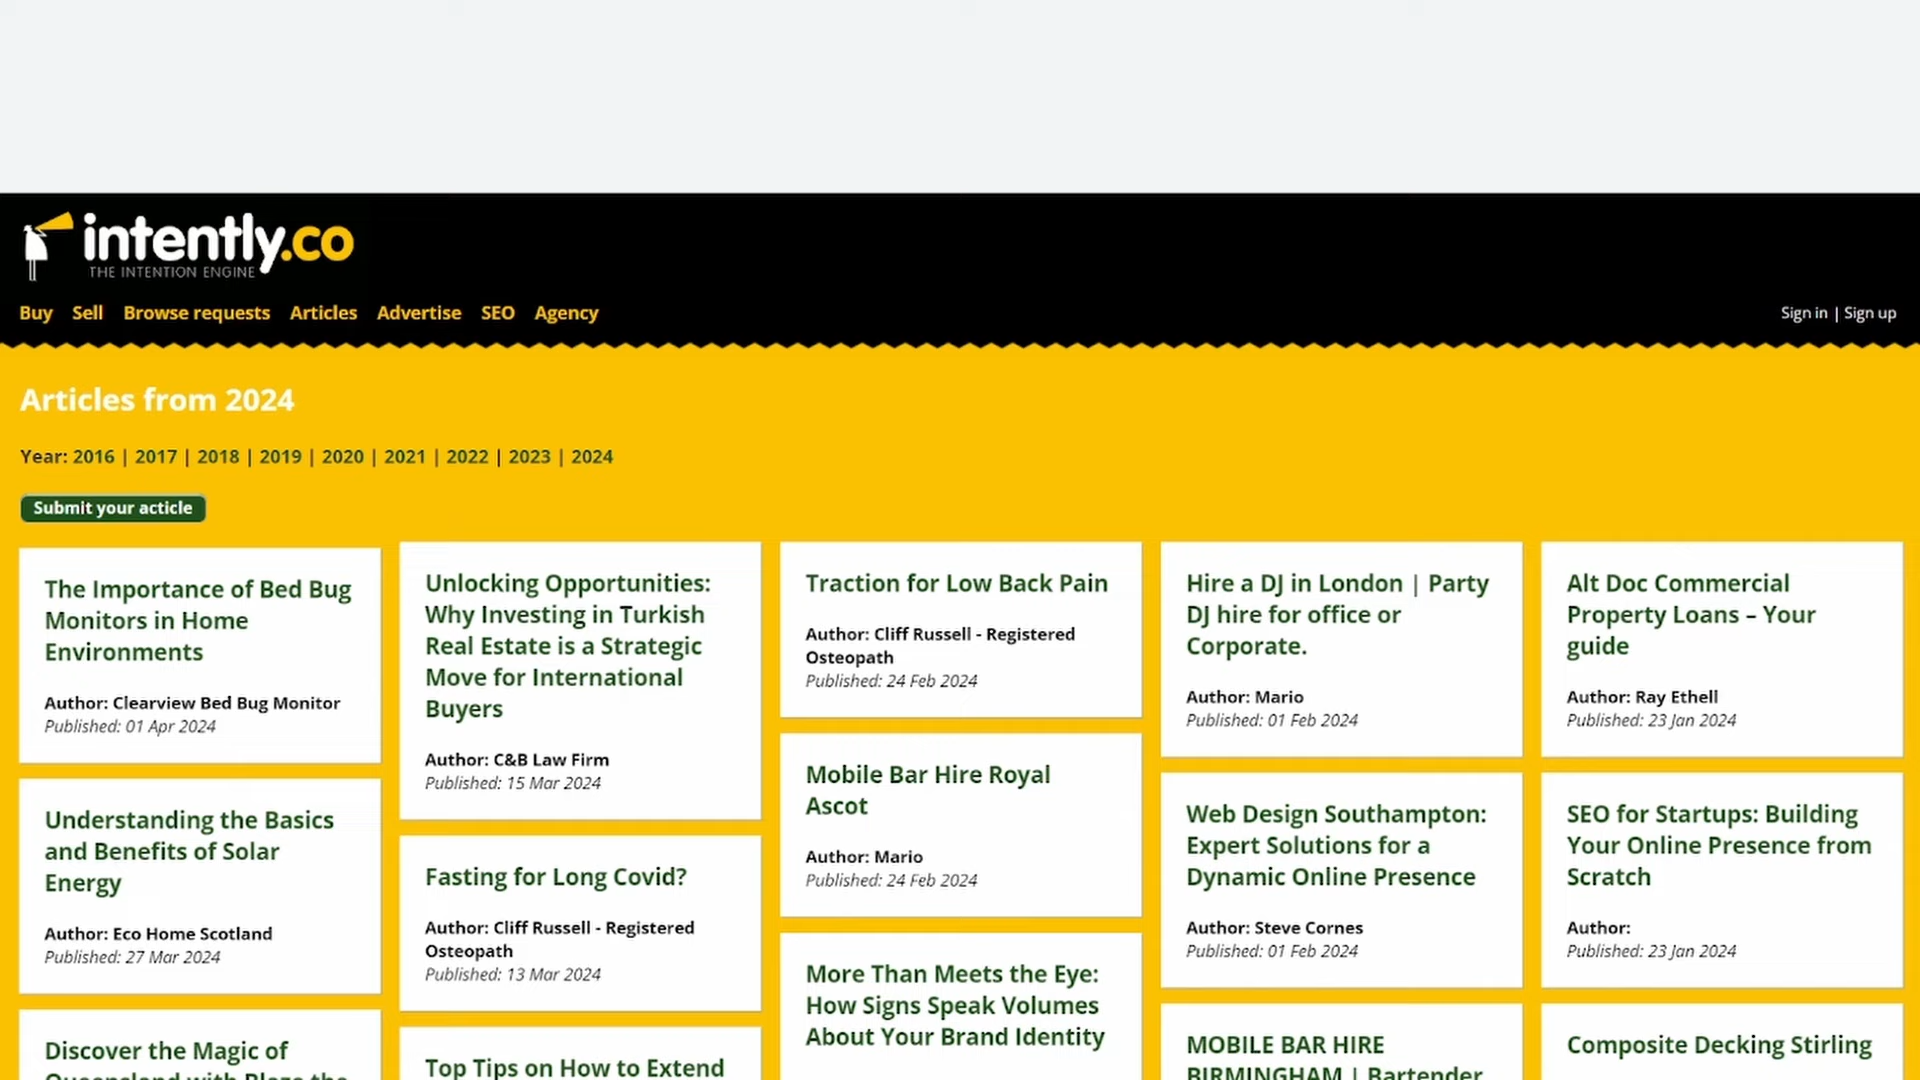 intently.co
THE INTENTION ENGINE
Buy Sell Browse requests Articles Advertise SEO Agency
Sign in | Sign up
Articles from 2024
Year: 2016 | 2017 | 2018 | 2019 | 2020 | 2021 | 2022 | 2023 | 2024
Submit your article
The Importance of Bed Bug
Monitors in Home
Environments
Author: Clearview Bed Bug Monitor
Published: 01 Apr 2024
Understanding the Basics
and Benefits of Solar
Energy
Author: Eco Home Scotland
Published: 27 Mar 2024
Discover the Magic of
Queensland with Plaza the
Unlocking Opportunities:
Why Investing in Turkish
Real Estate is a Strategic
Move for International
Buyers
Author: C&B Law Firm
Published: 15 Mar 2024
Fasting for Long Covid?
Author: Cliff Russell - Registered
Osteopath
Published: 13 Mar 2024
Top Tips on How to Extend
Traction for Low Back Pain
Author: Cliff Russell - Registered
Osteopath
Published: 24 Feb 2024
Mobile Bar Hire Royal
Ascot
Author: Mario
Published: 24 Feb 2024
More Than Meets the Eye:
How Signs Speak Volumes
About Your Brand Identity
Hire a DJ in London | Party
DJ hire for office or
Corporate.
Author: Mario
Published: 01 Feb 2024
Web Design Southampton:
Expert Solutions for a
Dynamic Online Presence
Author: Steve Cornes
Published: 01 Feb 2024
MOBILE BAR HIRE
BIRMINGHAM | Bartender
Alt Doc Commercial
Property Loans – Your
guide
Author: Ray Ethell
Published: 23 Jan 2024
SEO for Startups: Building
Your Online Presence from
Scratch
Author:
Published: 23 Jan 2024
Composite Decking Stirling